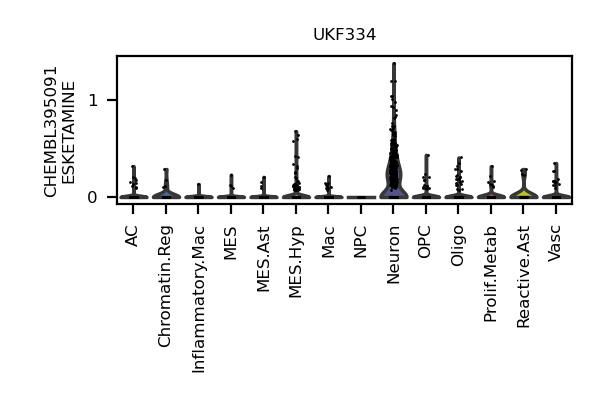 UKF334
CHEMBL395091
ESKETAMINE
1
0
AC
Chromatin.Reg
Inflammatory.Mac
MES
MES.Ast
MES.Hyp
Mac
NPC
Neuron
OPC
Oligo
Prolif.Metab
Reactive.Ast
Vasc